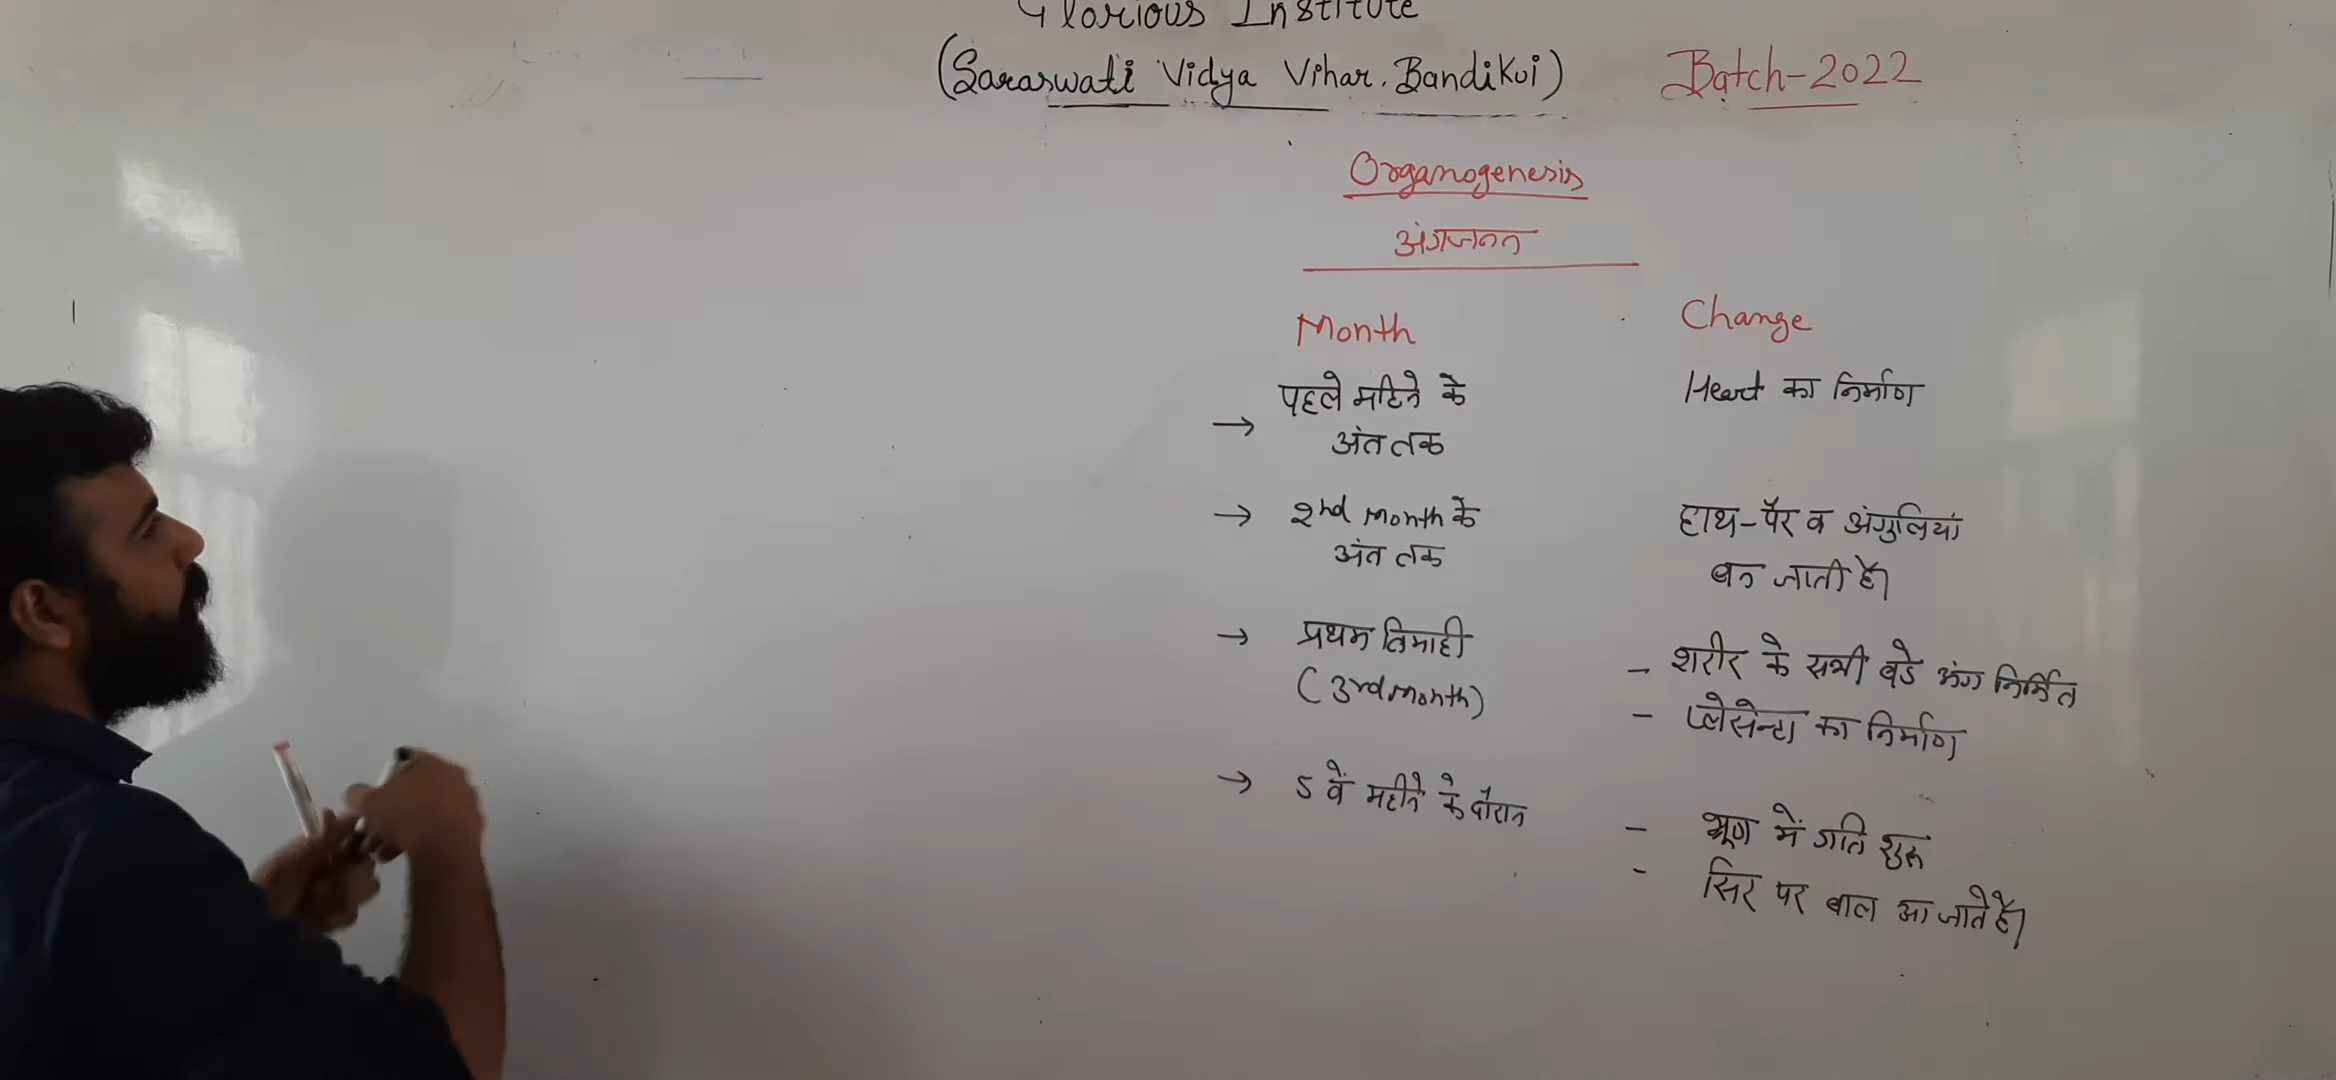 Glorious Institute
(Saraswati Vidya Vihar. Bandikui) Batch-2022
Organogenesis
अंगजनन
Month Change
→ पहले महिने के
अंत तक
Heart का निर्माण
→ 2nd Month के
अंत तक
हाथ-पैर व अंगुलियां
बन जाती है।
→ प्रथम तिमाही
(3rd month)
- शरीर के सभी बडे अंग निर्मित
- प्लेसेन्टा का निर्माण
→ 5 वें महीने के दौरान
- भ्रूण में गति शुरू
- सिर पर बाल आ जाते है।